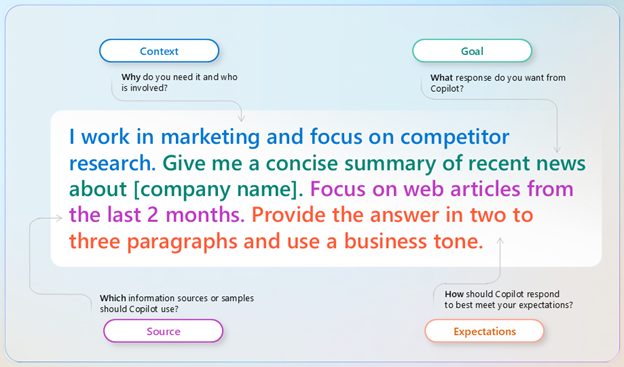 Context
Goal
Why do you need it and who
is involved?
What response do you want from
Copilot?
I work in marketing and focus on competitor
research. Give me a concise summary of recent news
about [company name]. Focus on web articles from
the last 2 months. Provide the answer in two to
three paragraphs and use a business tone.
Which information sources or samples
should Copilot use?
Source
How should Copilot respond
to best meet your expectations?
Expectations